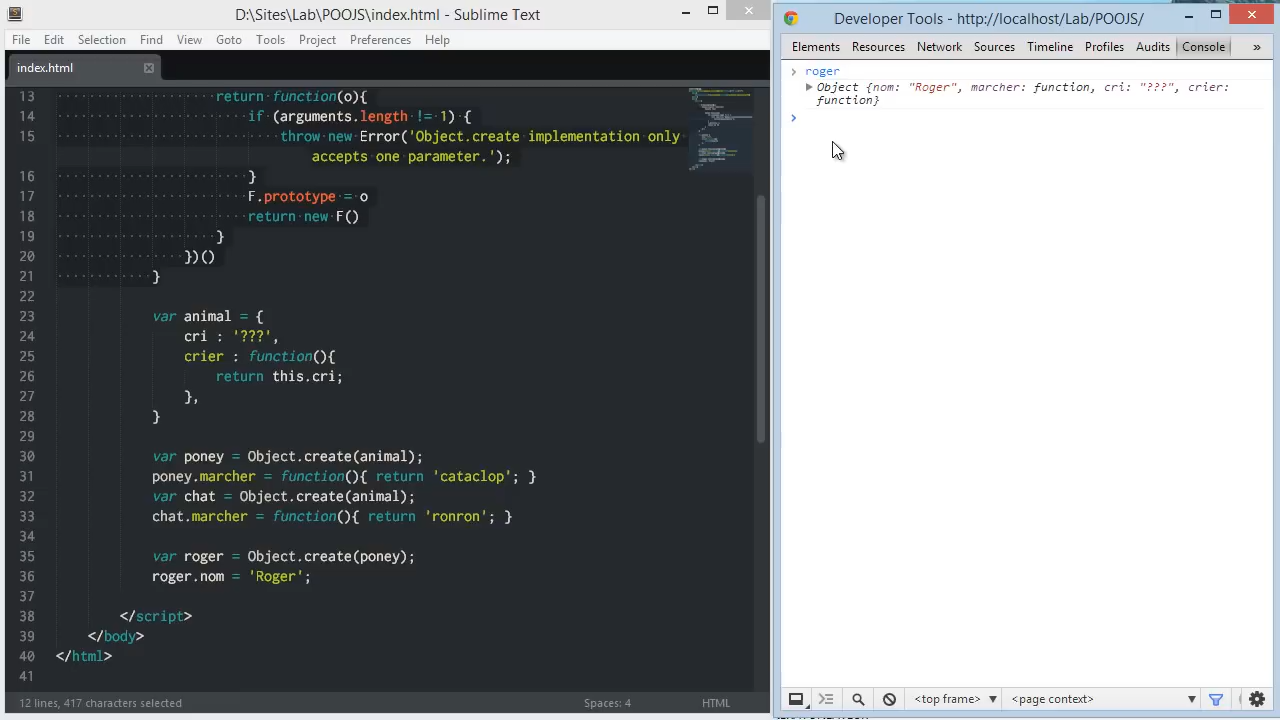 D:\Sites\Lab\POOJS\index.html - Sublime Text
File Edit Selection Find View Goto Tools Project Preferences Help
index.html
13 return function(o){
14 if (arguments.length != 1) {
15 throw new Error('Object.create implementation only
accepts one parameter.');
16 }
17 F.prototype = o
18 return new F()
19 }
20 })()
21 }
22
23 var animal = {
24 cri : '???',
25 crier : function(){
26 return this.cri;
27 },
28 }
29
30 var poney = Object.create(animal);
31 poney.marcher = function(){ return 'cataclop'; }
32 var chat = Object.create(animal);
33 chat.marcher = function(){ return 'ronron'; }
34
35 var roger = Object.create(poney);
36 roger.nom = 'Roger';
37
38 </script>
39 </body>
40 </html>
41
12 lines, 417 characters selected
Spaces: 4
HTML
Developer Tools - http://localhost/Lab/POOJS/
Elements Resources Network Sources Timeline Profiles Audits Console »
roger
Object {nom: "Roger", marcher: function, cri: "???", crier:
function}
<top frame>
<page context>